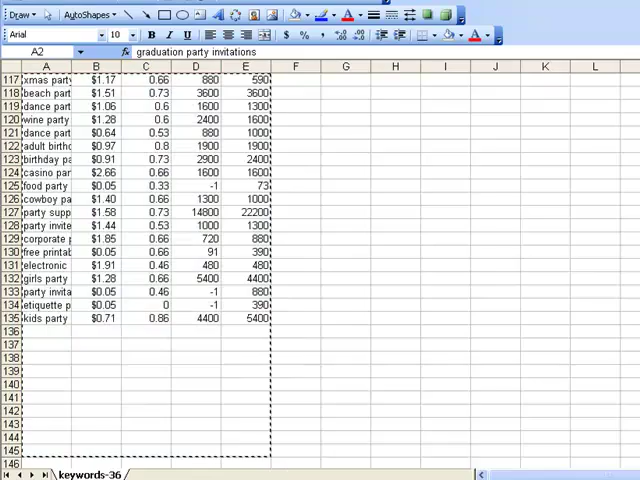 Draw AutoShapes
Arial 10 B I U $ % ,
A2 fx graduation party invitations
A B C D E F G H I J K L
117 xmas party $1.17 0.66 880 590
118 beach part $1.51 0.73 3600 3600
119 dance part $1.06 0.6 1600 1300
120 wine party $1.28 0.6 2400 1600
121 dance part $0.64 0.53 880 1000
122 adult birthd $0.97 0.8 1900 1900
123 birthday pa $0.91 0.73 2900 2400
124 casino part $2.66 0.66 1600 1600
125 food party $0.05 0.33 -1 73
126 cowboy pa $1.40 0.66 1300 1000
127 party supp $1.58 0.73 14800 22200
128 party invite $1.44 0.53 1000 1300
129 corporate p $1.85 0.66 720 880
130 free printab $0.05 0.66 91 390
131 electronic $1.91 0.46 480 480
132 girls party $1.28 0.66 5400 4400
133 party invita $0.05 0.46 -1 880
134 etiquette p $0.05 0 -1 390
135 kids party $0.71 0.86 4400 5400
136
137
138
139
140
141
142
143
144
145
146
keywords-36